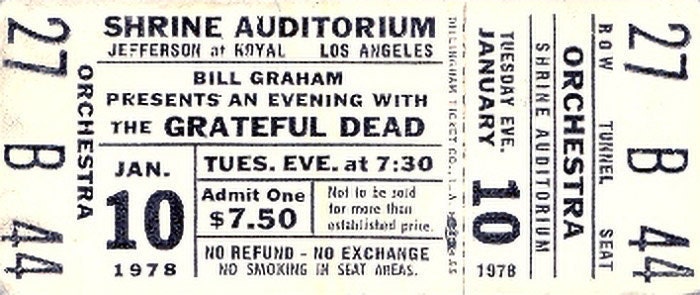 27 B 44
ORCHESTRA
SHRINE AUDITORIUM
JEFFERSON at ROYAL LOS ANGELES
BILL GRAHAM
PRESENTS AN EVENING WITH
THE GRATEFUL DEAD
JAN.
10
1978
TUES. EVE. at 7:30
Admit One
$7.50
Not to be sold
for more than
established price.
NO REFUND - NO EXCHANGE
NO SMOKING IN SEAT AREAS.
DILLINGHAM TICKET CO., L.A.
TUESDAY EVE.
JANUARY
10
1978
SHRINE AUDITORIUM
ORCHESTRA
ROW TUNNEL SEAT
27 B 44